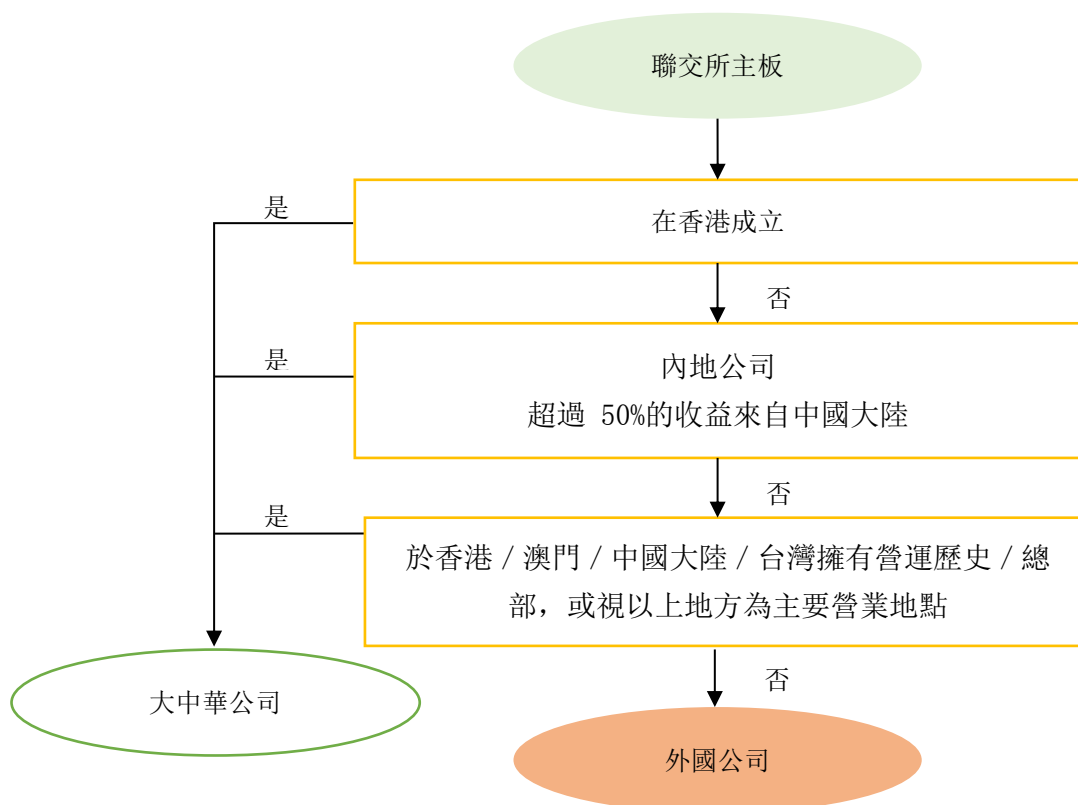 聯交所主板
是
在香港成立
否
是
內地公司
超過 50%的收益來自中國大陸
否
是
於香港／澳門／中國大陸／台灣擁有營運歷史／總
部，或視以上地方為主要營業地點
大中華公司
否
外國公司